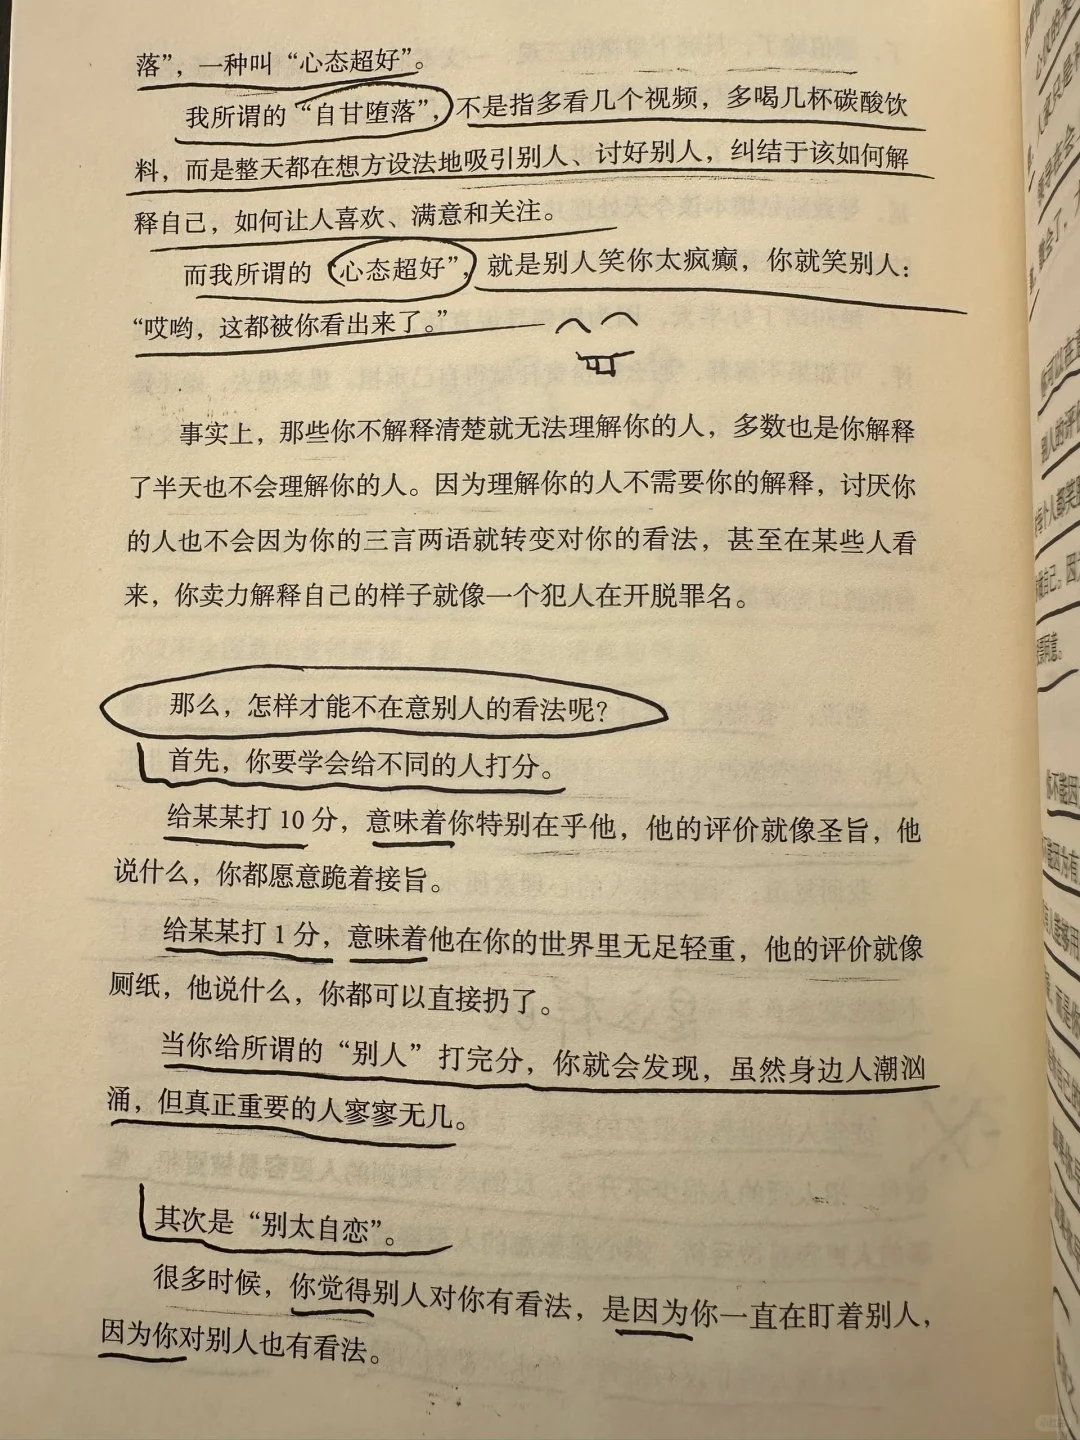 落”，一种叫“心态超好”。
我所谓的“自甘堕落”，不是指多看几个视频，多喝几杯碳酸饮
料，而是整天都在想方设法地吸引别人、讨好别人，纠结于该如何解
释自己，如何让人喜欢、满意和关注。
而我所谓的“心态超好”，就是别人笑你太疯癫，你就笑别人：
“哎哟，这都被你看出来了。”
事实上，那些你不解释清楚就无法理解你的人，多数也是你解释
了半天也不会理解你的人。因为理解你的人不需要你的解释，讨厌你
的人也不会因为你的三言两语就转变对你的看法，甚至在某些人看
来，你卖力解释自己的样子就像一个犯人在开脱罪名。
那么，怎样才能不在意别人的看法呢？
首先，你要学会给不同的人打分。
给某某打 10 分，意味着你特别在乎他，他的评价就像圣旨，他
说什么，你都愿意跪着接旨。
给某某打 1 分，意味着他在你的世界里无足轻重，他的评价就像
厕纸，他说什么，你都可以直接扔了。
当你给所谓的“别人”打完分，你就会发现，虽然身边人潮汹
涌，但真正重要的人寥寥无几。
其次是“别太自恋”。
很多时候，你觉得别人对你有看法，是因为你一直在盯着别人，
因为你对别人也有看法。